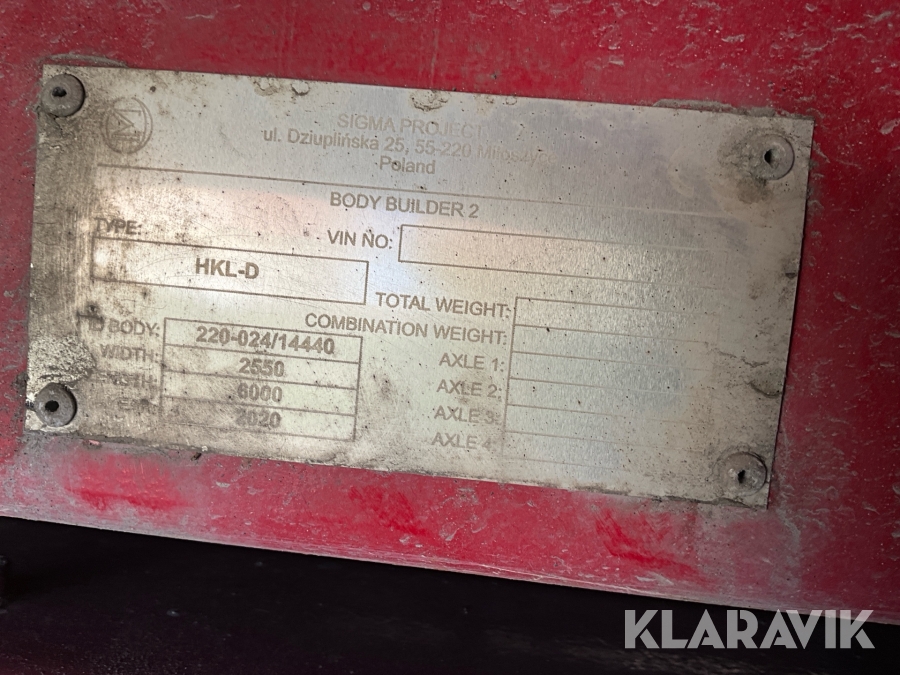 SIGMA PROJECT
ul. Dziuplińska 25, 55-220
Poland
BODY BUILDER 2
TYPE:
VIN NO:
HKL-D
TOTAL WEIGHT:
COMBINATION WEIGHT:
BODY: 220-024/14440
AXLE 1:
WIDTH: 2550
AXLE 2:
6000
AXLE 3:
2020
AXLE 4:
KLARAVIK